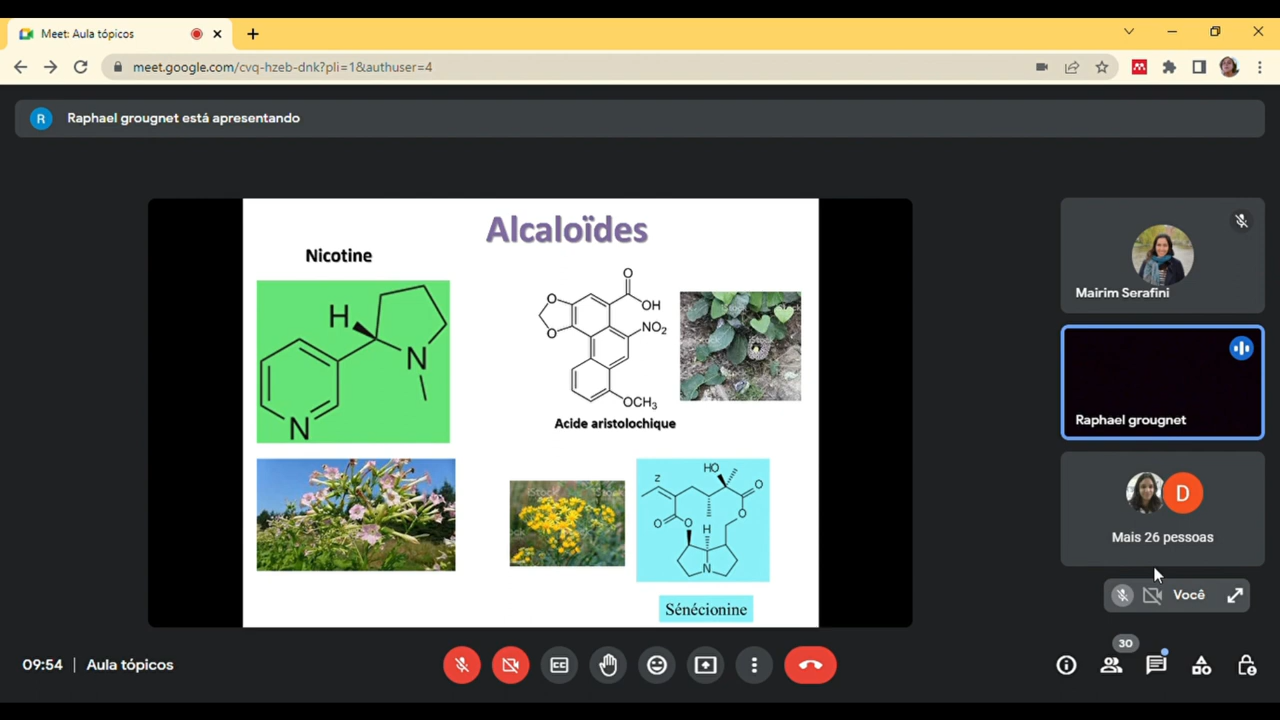 Meet: Aula tópicos
meet.google.com/cvq-hzeb-dnk?pli=1&authuser=4
R
Raphael grougnet está apresentando
Alcaloïdes
Nicotine
H
N
N
O
OH
O
O
NO2
OCH3
Acide aristolochique
iStock
iStock
HO
Z
O
O
O
O
H
N
Sénécionine
Mairim Serafini
Raphael grougnet
D
Mais 26 pessoas
Você
09:54 | Aula tópicos
30